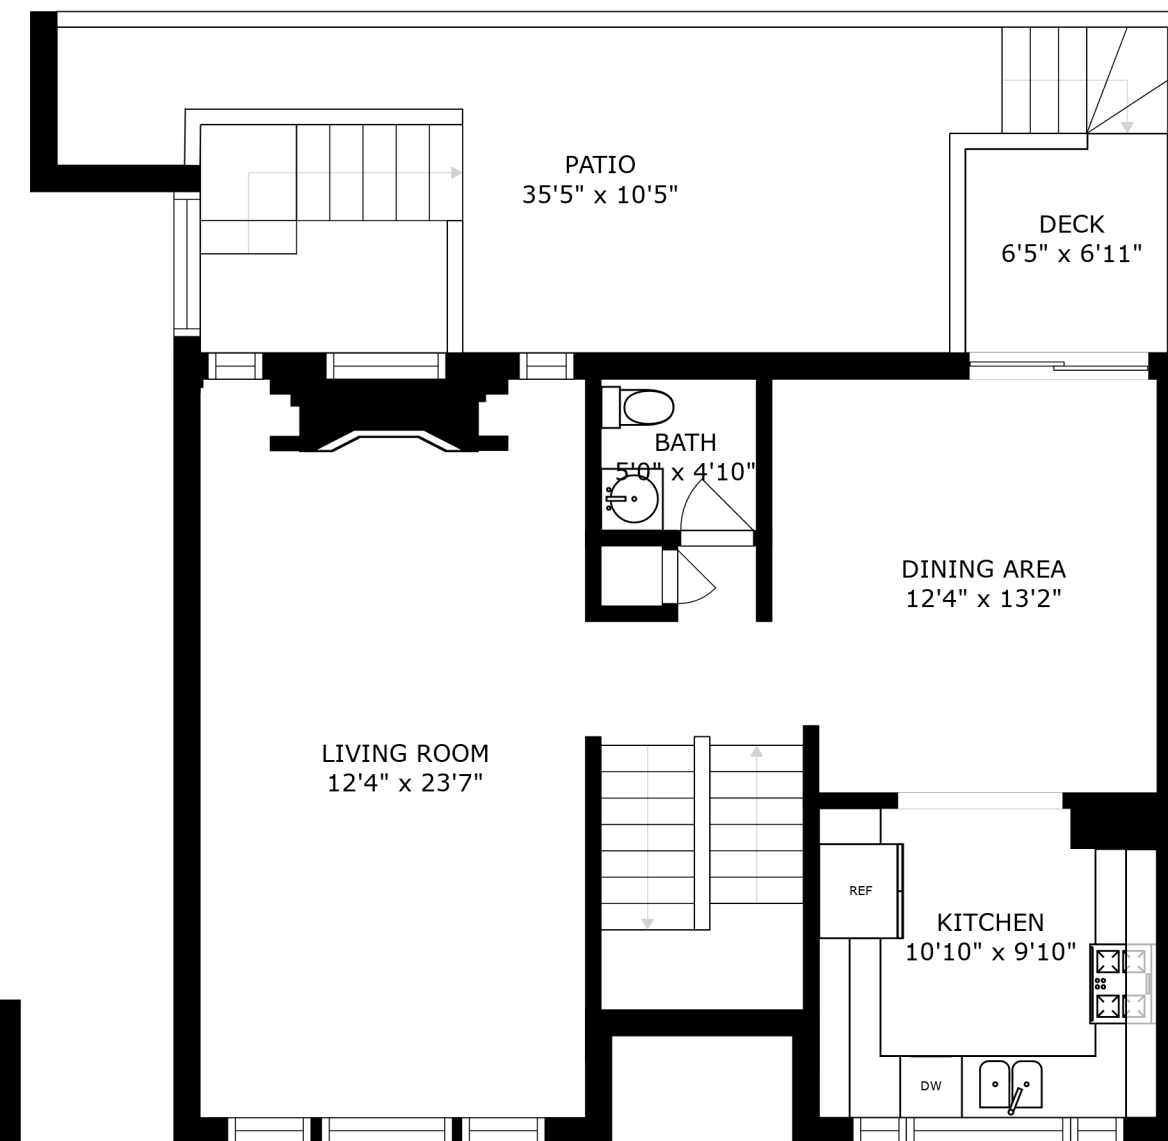 PATIO
35'5" x 10'5"
DECK
6'5" x 6'11"
BATH
5'0" x 4'10"
DINING AREA
12'4" x 13'2"
LIVING ROOM
12'4" x 23'7"
REF
KITCHEN
10'10" x 9'10"
DW